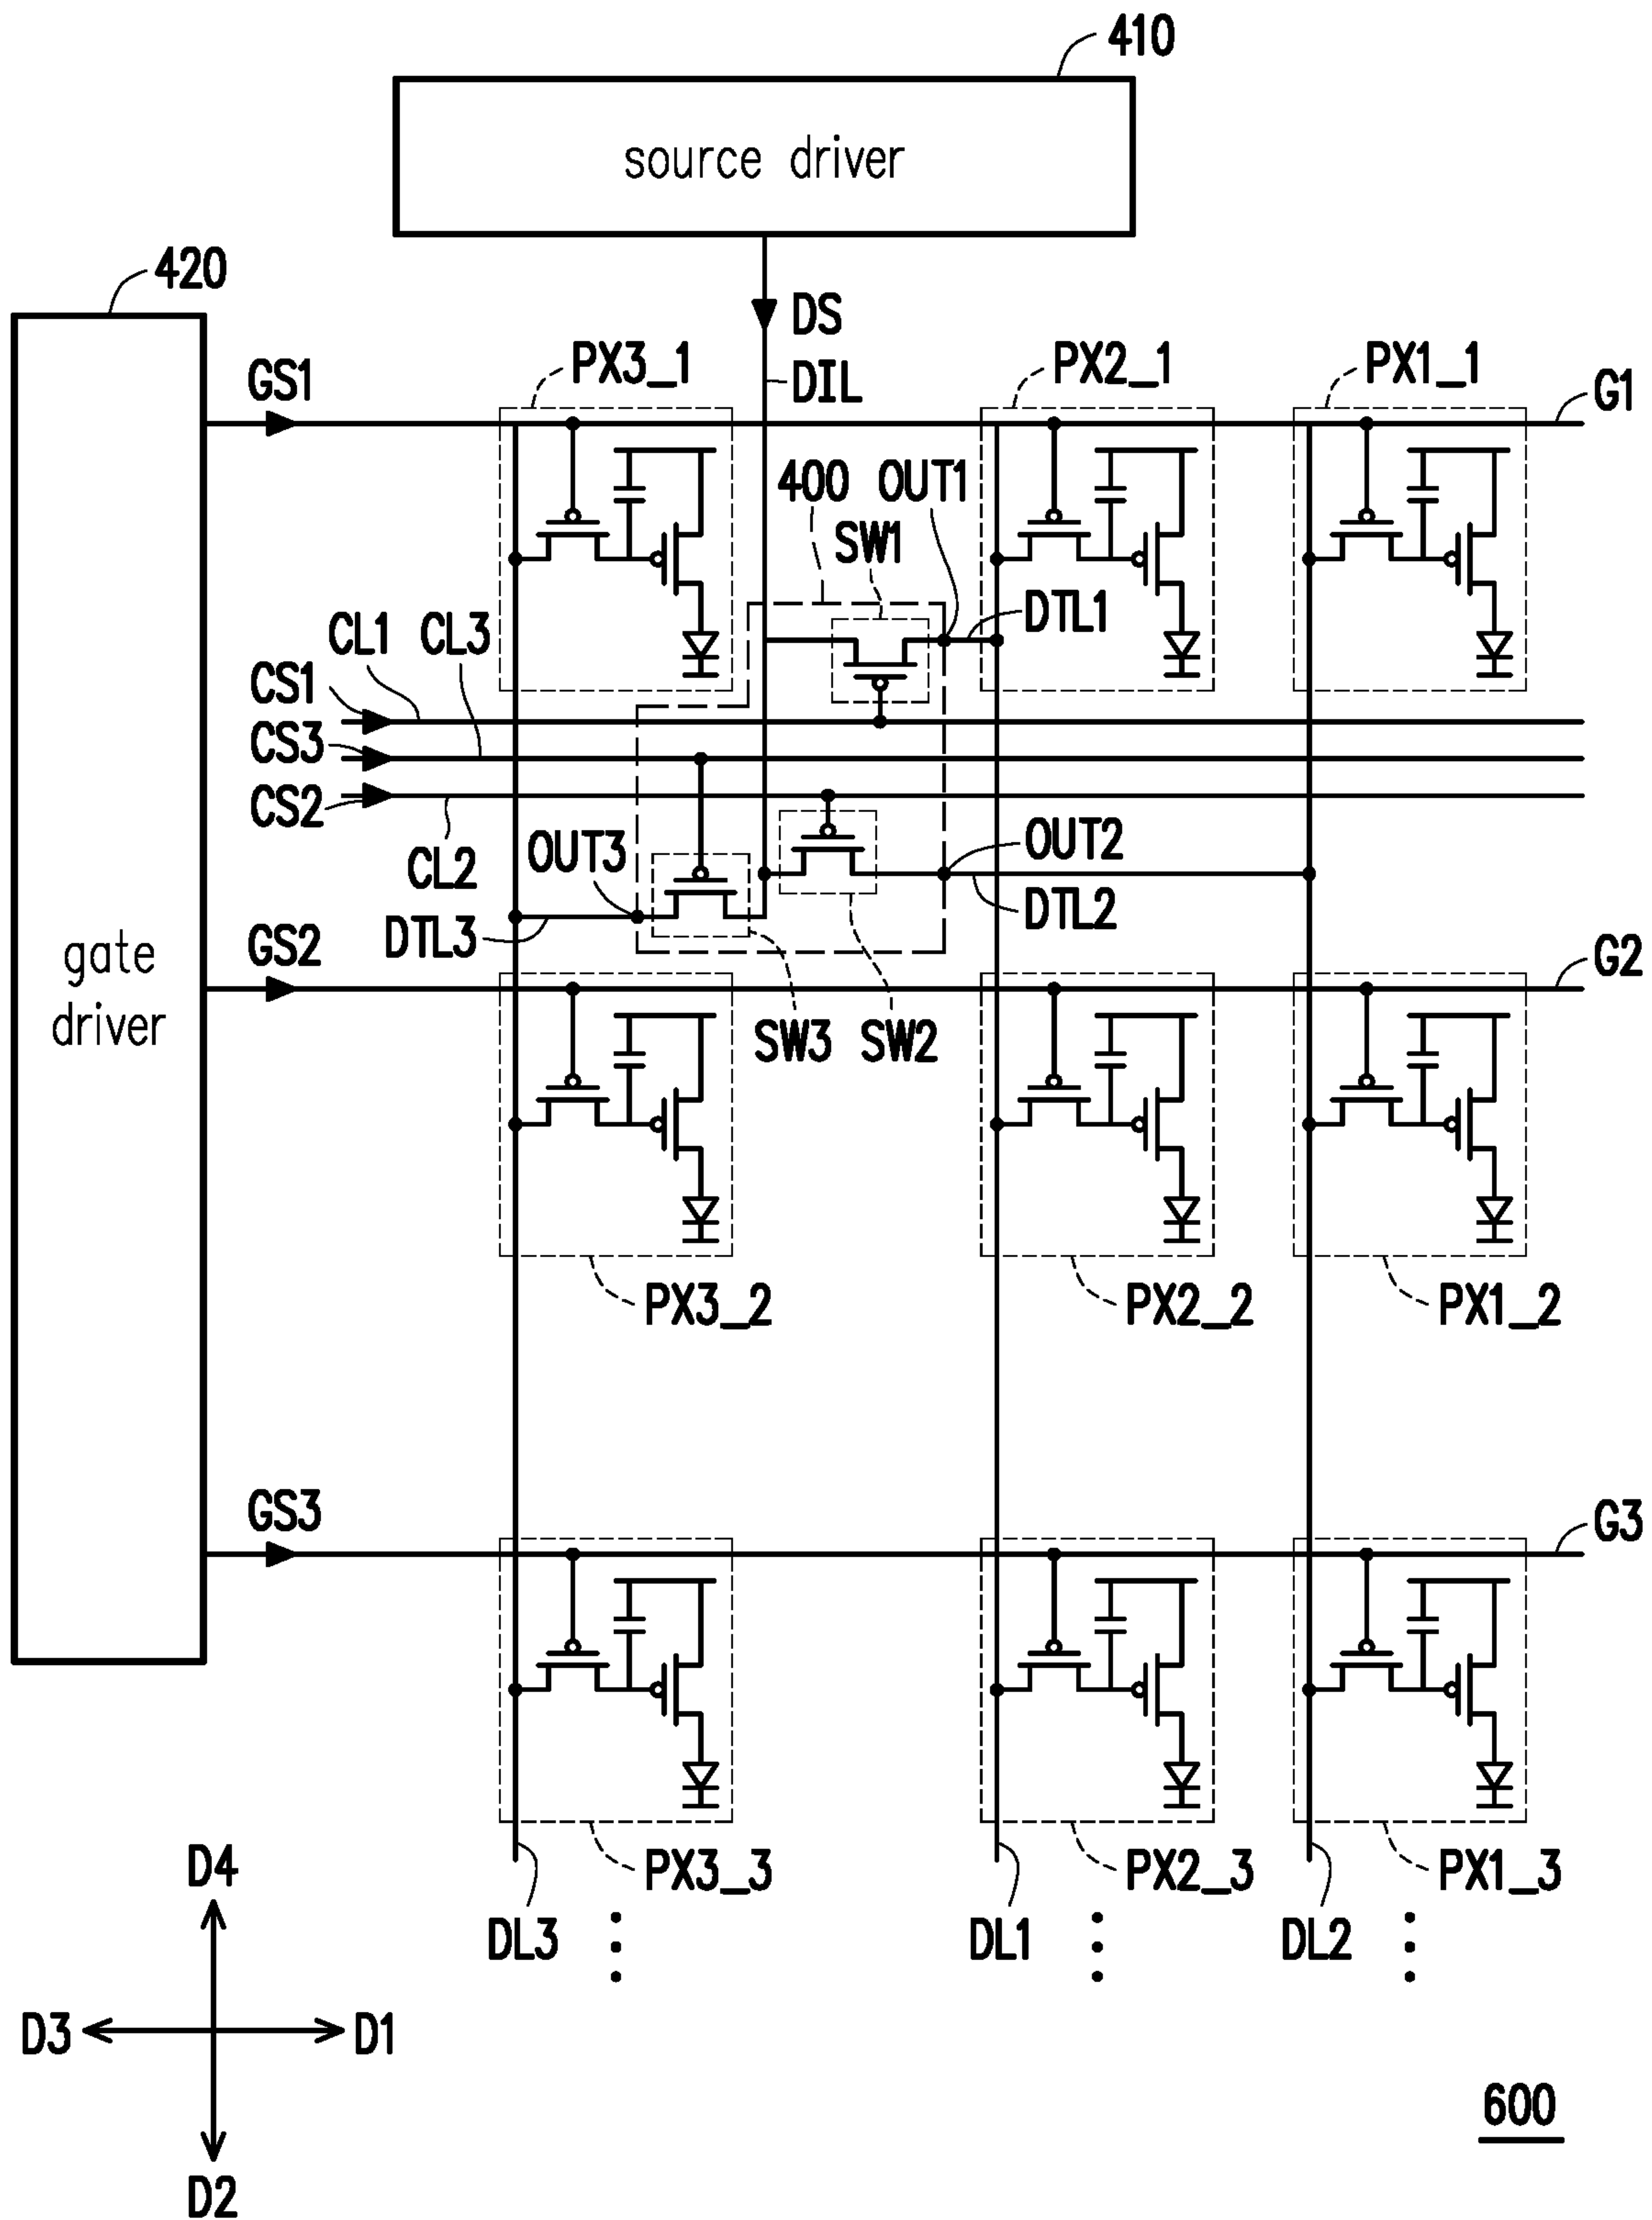 410
source driver
420
DS
GS1
PX3_1
DIL
PX2_1
PX1_1
G1
400
OUT1
SW1
DTL1
CL1
CL3
CS1
CS3
CS2
CL2
OUT3
OUT2
DTL3
DTL2
gate
driver
GS2
G2
SW3
SW2
PX3_2
PX2_2
PX1_2
GS3
G3
PX3_3
PX2_3
PX1_3
DL3
DL1
DL2
D4
D3
D1
D2
600